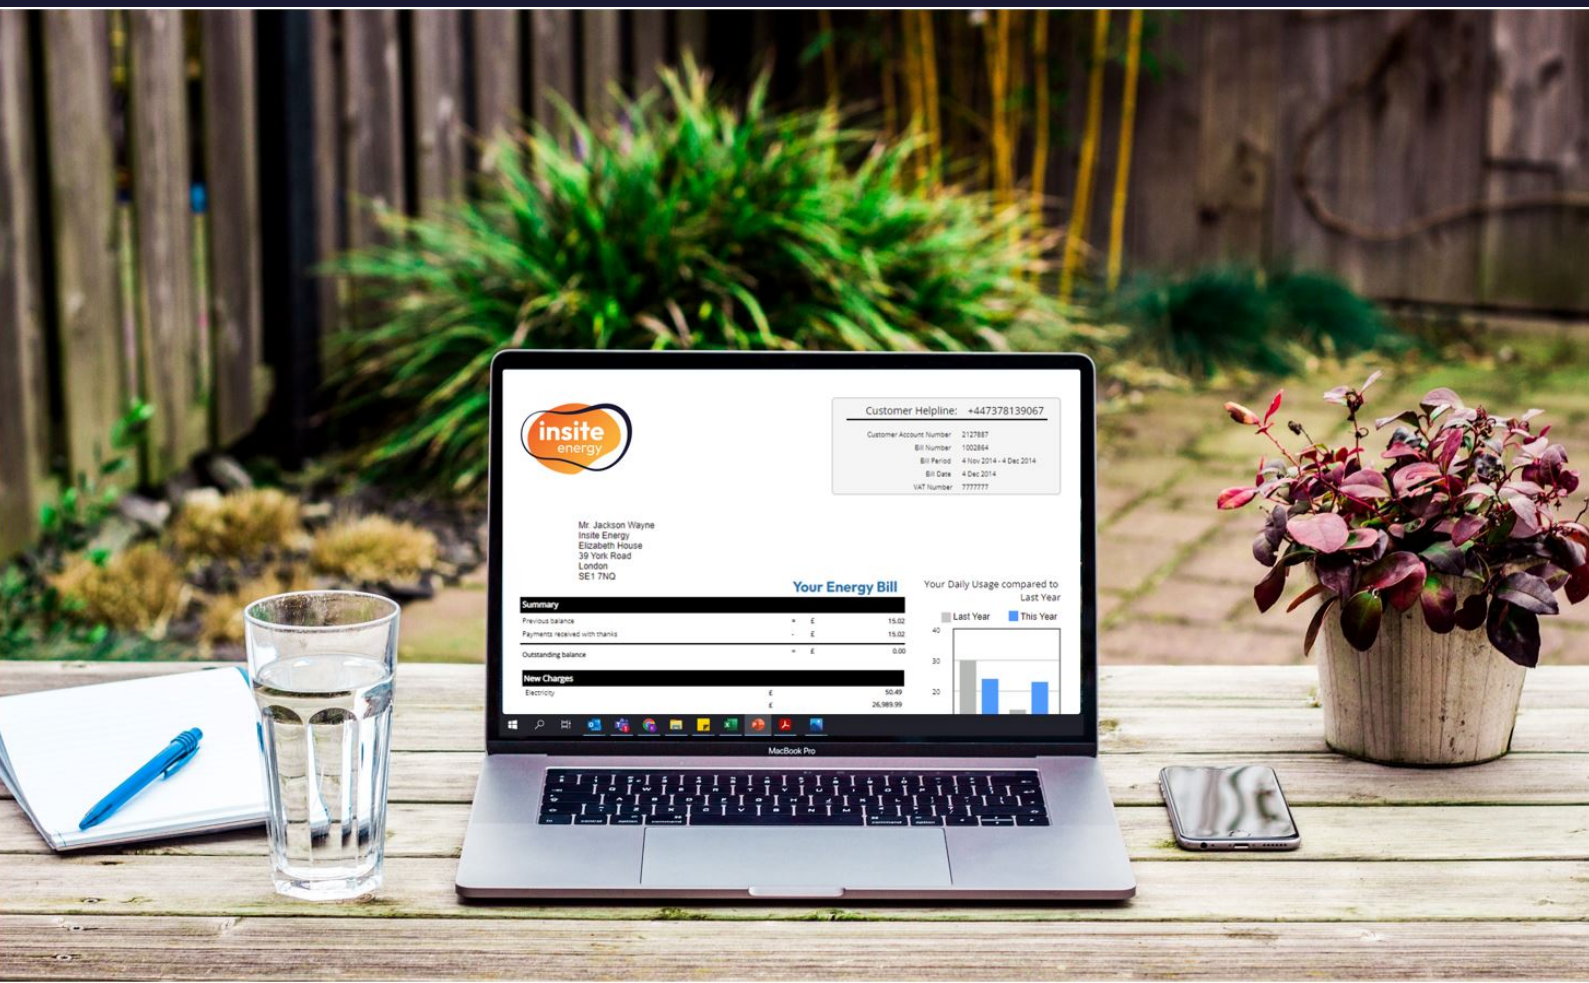 insite
energy
Customer Helpline: +447378139067
Customer Account Number 2127887
Bill Number 1002864
Bill Period 4 Nov 2014 - 4 Dec 2014
Bill Date 4 Dec 2014
VAT Number 7777777
Mr. Jackson Wayne
Insite Energy
Elizabeth House
39 York Road
London
SE1 7NQ
Your Energy Bill
Summary
Previous balance = £ 15.02
Payments received with thanks - £ 15.02
Outstanding balance = £ 0.00
New Charges
Electricity £ 50.49
£ 26,989.99
Your Daily Usage compared to
Last Year
Last Year This Year
40
30
20
MacBook Pro